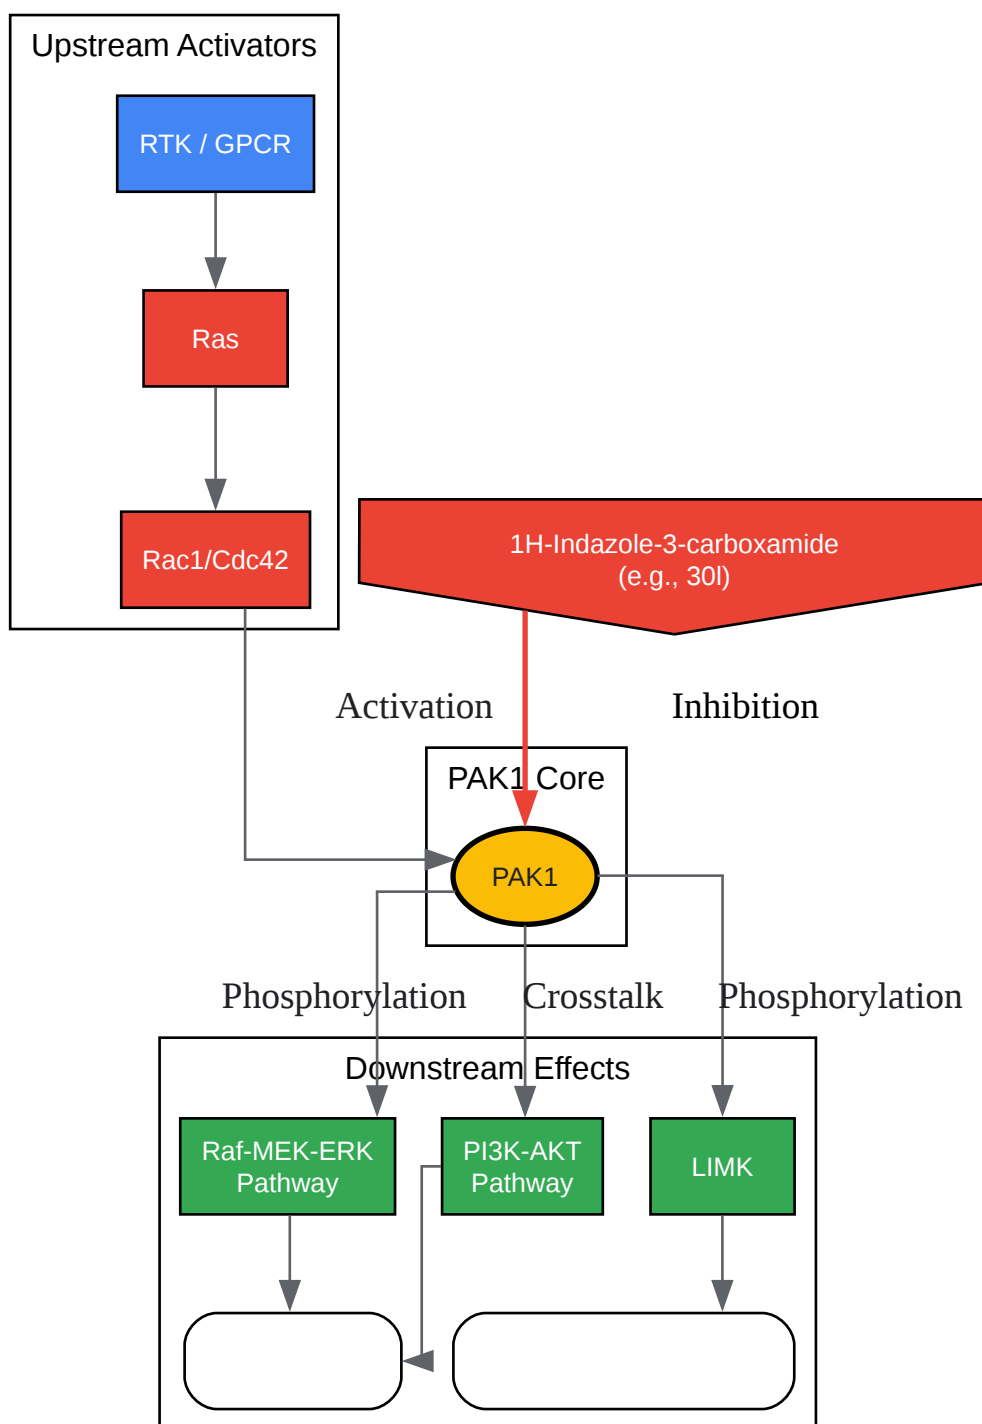 Upstream Activators
RTK / GPCR
Ras
Rac1/Cdc42
1H-Indazole-3-carboxamide
(e.g., 30l)
Activation
Inhibition
PAK1 Core
PAK1
Phosphorylation
Crosstalk
Phosphorylation
Downstream Effects
Raf-MEK-ERK
Pathway
PI3K-AKT
Pathway
LIMK